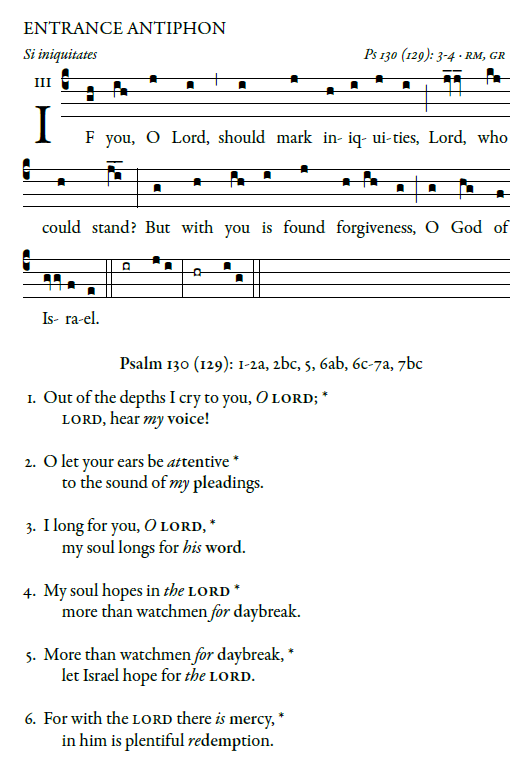 ENTRANCE ANTIPHON
Si iniquitates Ps 130 (129): 3-4 · RM, GR
III
IF you, O Lord, should mark in- iq- ui-ties, Lord, who
could stand? But with you is found forgiveness, O God of
Is- ra-el.
Psalm 130 (129): 1-2a, 2bc, 5, 6ab, 6c-7a, 7bc
1. Out of the depths I cry to you, O LORD; *
LORD, hear my voice!
2. O let your ears be attentive *
to the sound of my pleadings.
3. I long for you, O LORD, *
my soul longs for his word.
4. My soul hopes in the LORD *
more than watchmen for daybreak.
5. More than watchmen for daybreak, *
let Israel hope for the LORD.
6. For with the LORD there is mercy, *
in him is plentiful redemption.